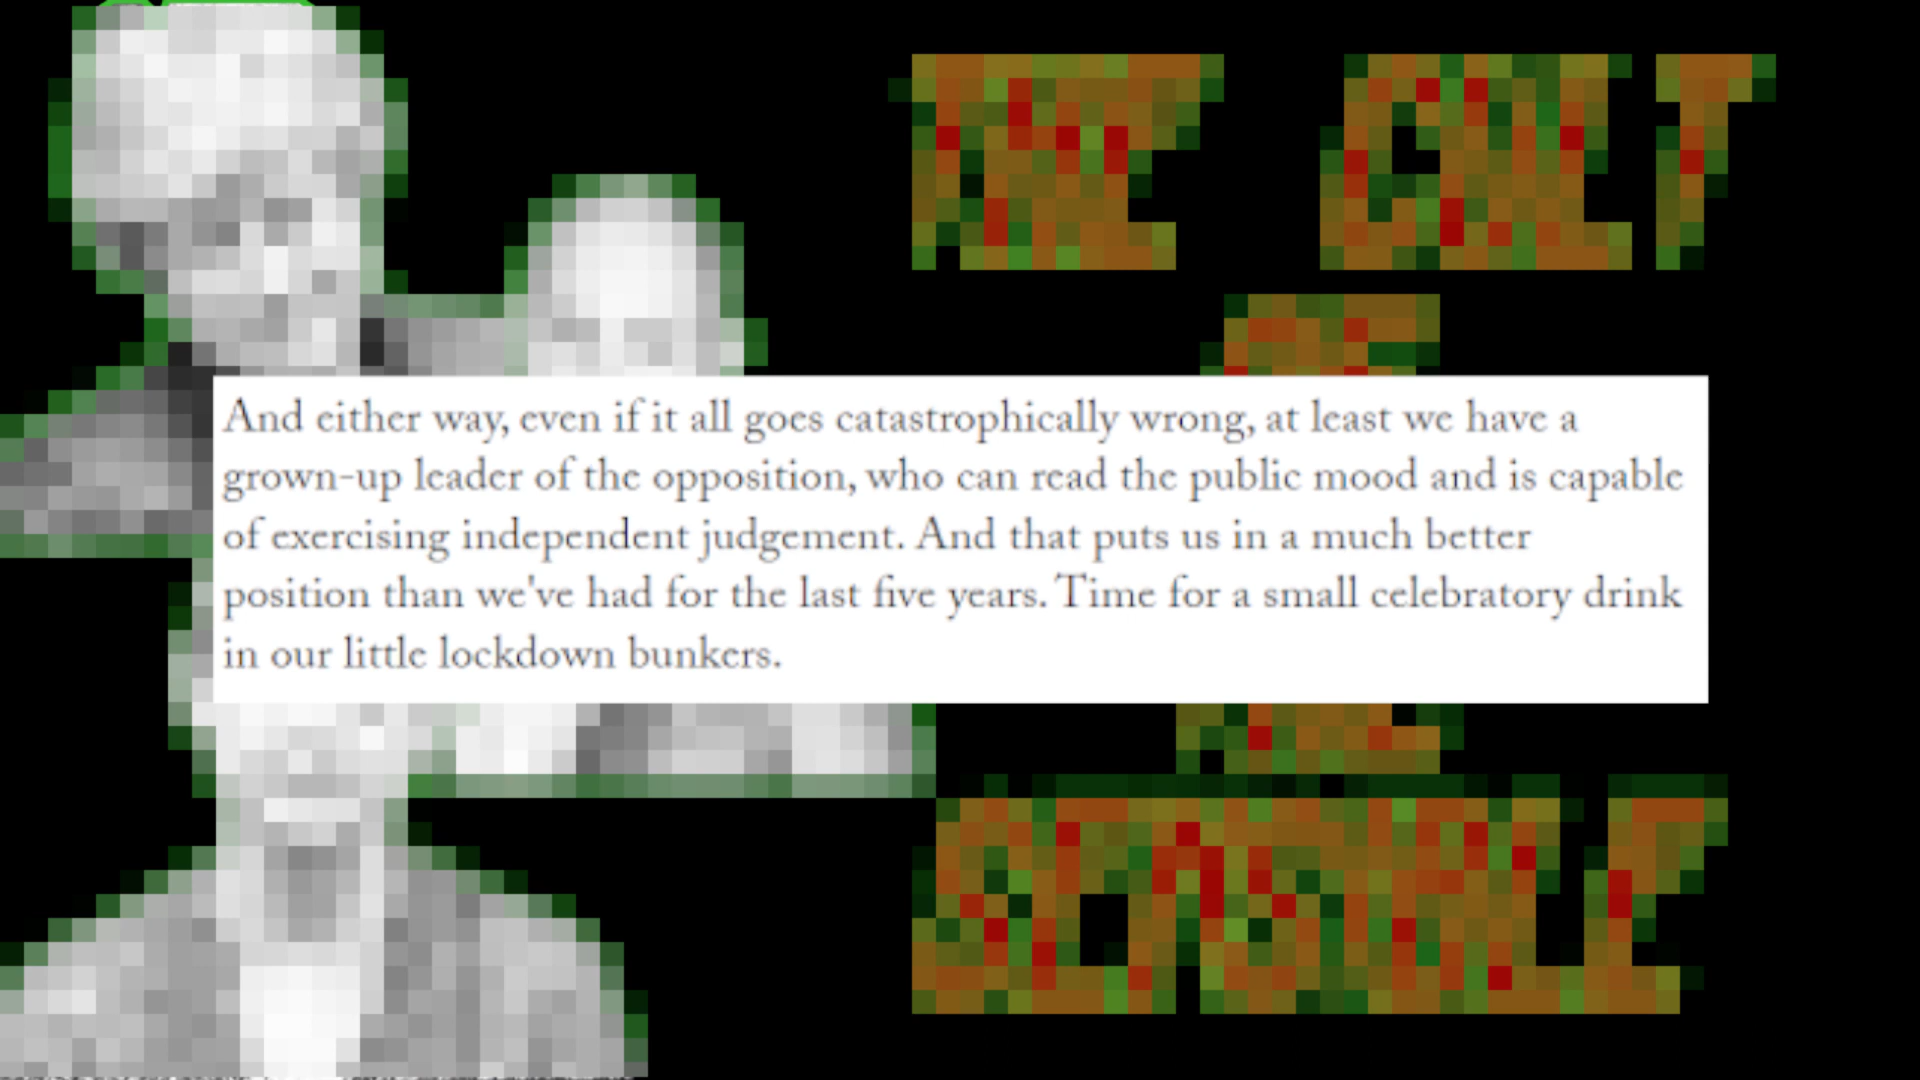 And either way, even if it all goes catastrophically wrong, at least we have a
grown-up leader of the opposition, who can read the public mood and is capable
of exercising independent judgement. And that puts us in a much better
position than we've had for the last five years. Time for a small celebratory drink
in our little lockdown bunkers.